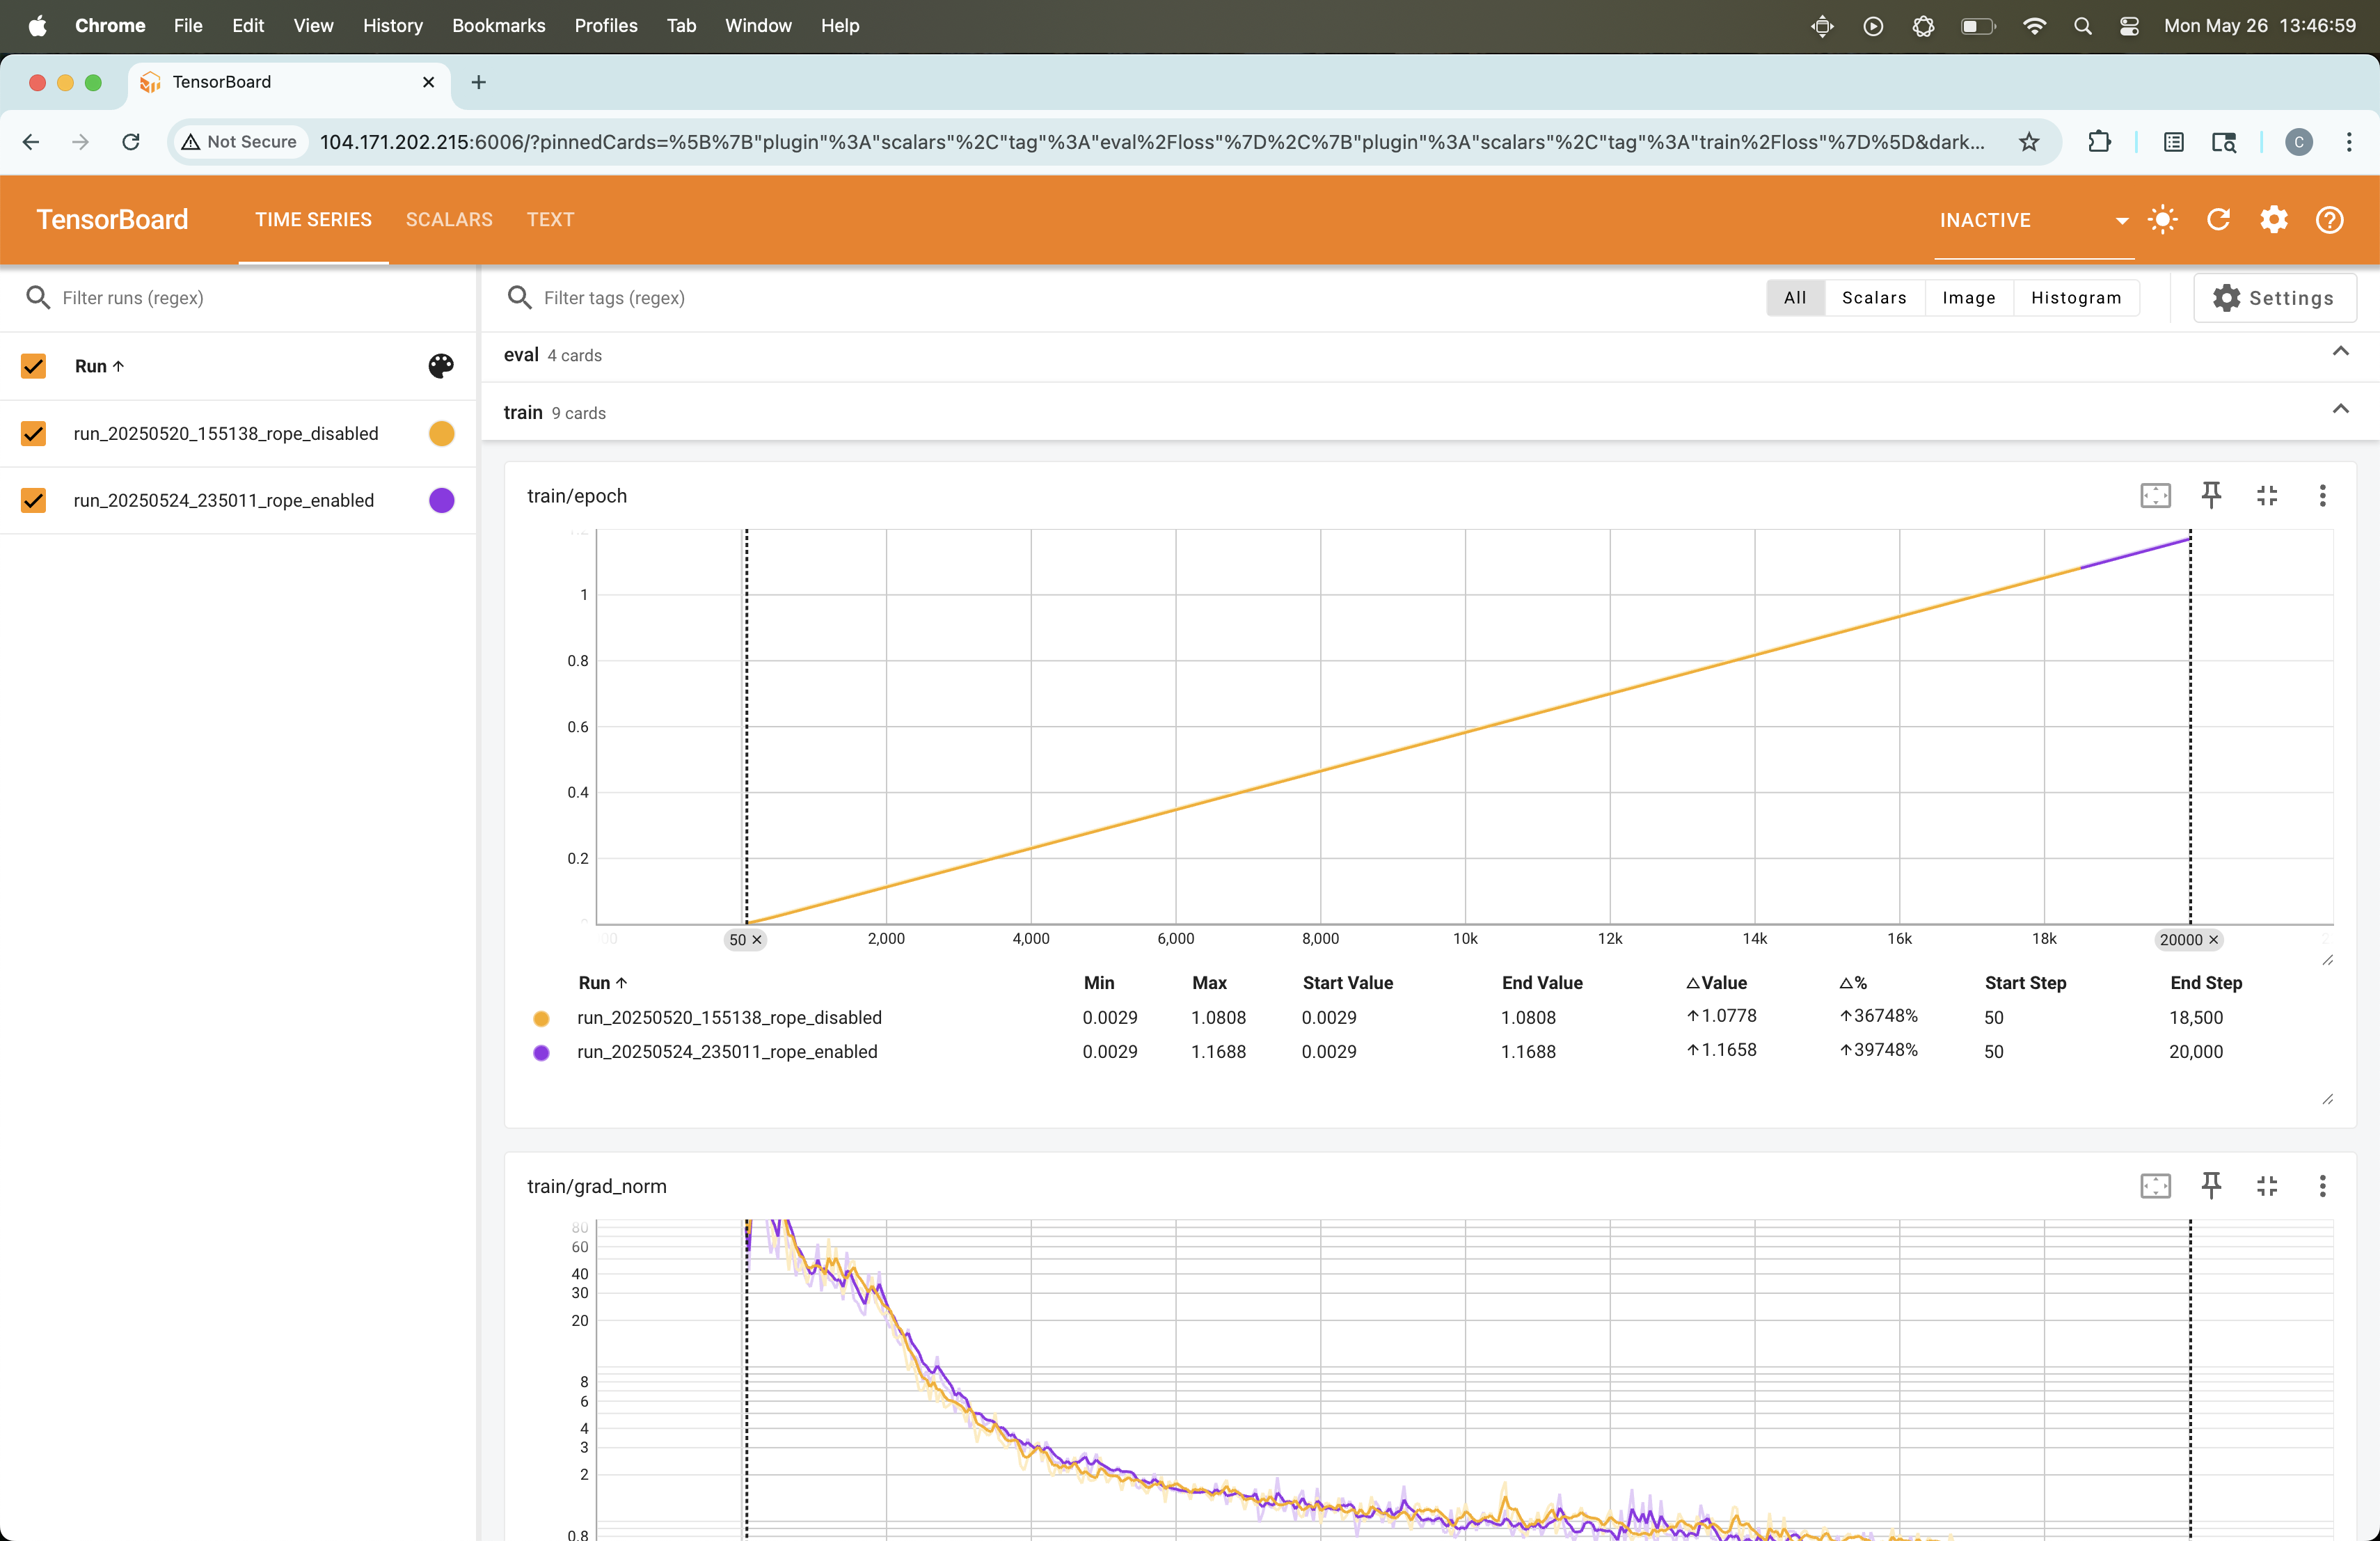 Chrome File Edit View History Bookmarks Profiles Tab Window Help Mon May 26 13:46:59
TensorBoard
Not Secure 104.171.202.215:6006/?pinnedCards=%5B%7B"plugin"%3A"scalars"%2C"tag"%3A"eval%2Floss"%7D%2C%7B"plugin"%3A"scalars"%2C"tag"%3A"train%2Floss"%7D%5D&dark... C
TensorBoard TIME SERIES SCALARS TEXT INACTIVE
Filter runs (regex)
Run
run_20250520_155138_rope_disabled
run_20250524_235011_rope_enabled
Filter tags (regex) All Scalars Image Histogram Settings
eval 4 cards
train 9 cards
train/epoch
1.2
1
0.8
0.6
0.4
0.2
0
50 2,000 4,000 6,000 8,000 10k 12k 14k 16k 18k 20000
Run Min Max Start Value End Value △Value △% Start Step End Step
run_20250520_155138_rope_disabled 0.0029 1.0808 0.0029 1.0808 ↑1.0778 ↑36748% 50 18,500
run_20250524_235011_rope_enabled 0.0029 1.1688 0.0029 1.1688 ↑1.1658 ↑39748% 50 20,000
train/grad_norm
80
60
40
30
20
8
6
4
3
2
0.8